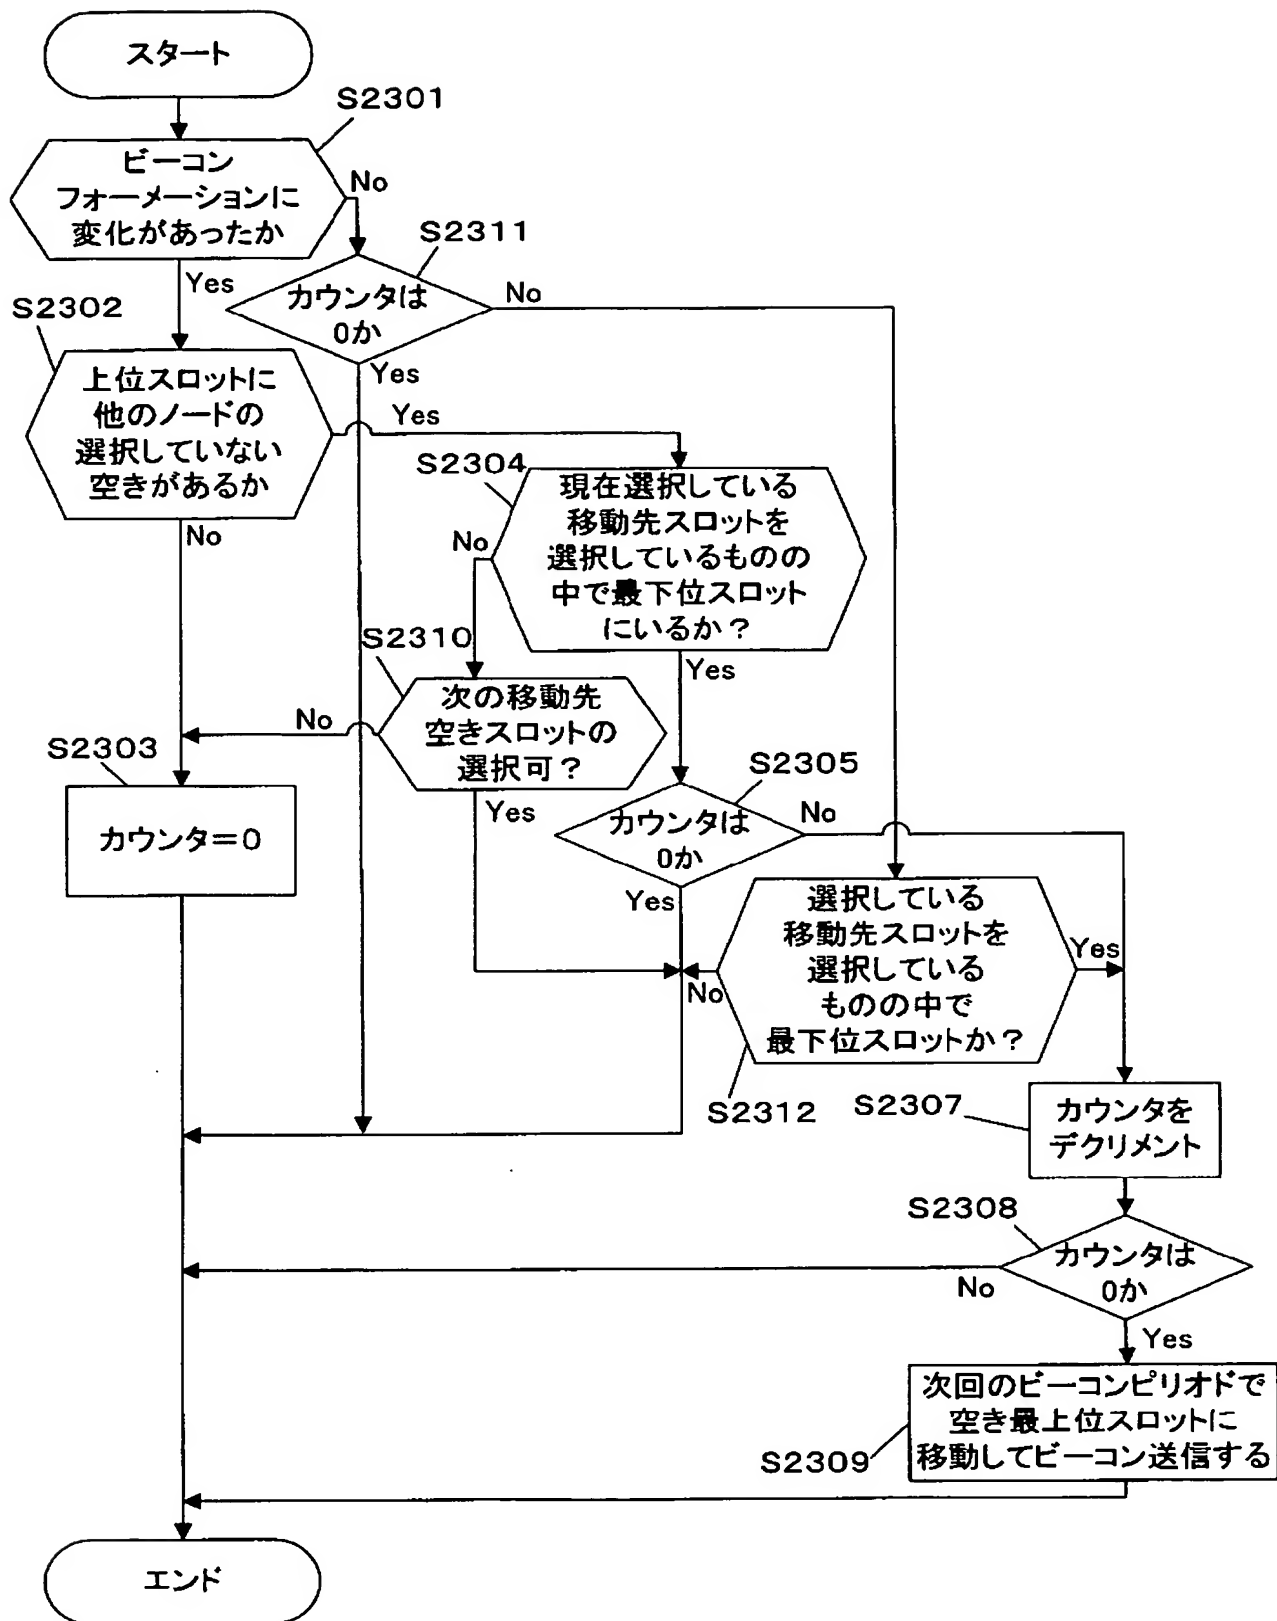 スタート
S2301
ビーコン
フォーメーションに
変化があったか
No
Yes
S2311
カウンタは
0か
No
Yes
S2302
上位スロットに
他のノードの
選択していない
空きがあるか
Yes
No
S2304
現在選択している
移動先スロットを
選択しているものの
中で最下位スロット
にいるか？
No
Yes
S2310
次の移動先
空きスロットの
選択可？
No
Yes
S2303
カウンタ＝0
S2305
カウンタは
0か
No
Yes
選択している
移動先スロットを
選択している
ものの中で
最下位スロットか？
Yes
No
S2312
S2307
カウンタを
デクリメント
S2308
カウンタは
0か
No
Yes
次回のビーコンピリオドで
空き最上位スロットに
移動してビーコン送信する
S2309
エンド